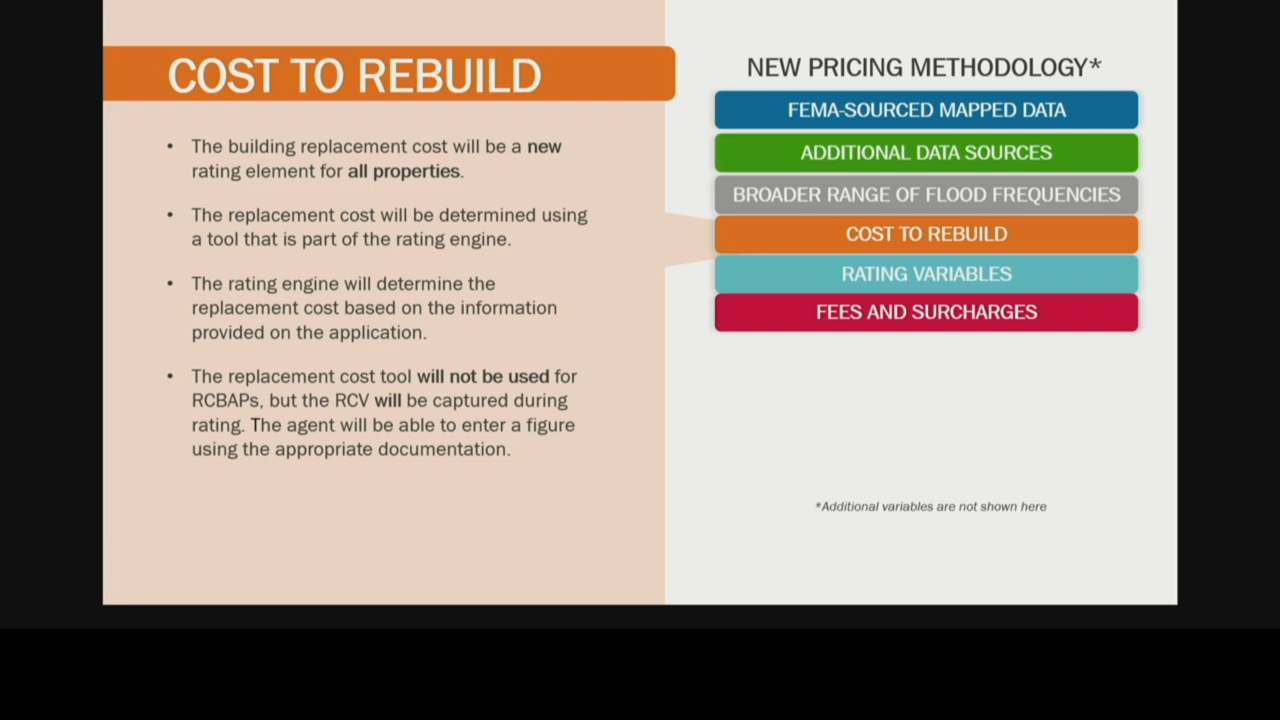 COST TO REBUILD
• The building replacement cost will be a new
rating element for all properties.
• The replacement cost will be determined using
a tool that is part of the rating engine.
• The rating engine will determine the
replacement cost based on the information
provided on the application.
• The replacement cost tool will not be used for
RCBAPs, but the RCV will be captured during
rating. The agent will be able to enter a figure
using the appropriate documentation.
NEW PRICING METHODOLOGY*
FEMA-SOURCED MAPPED DATA
ADDITIONAL DATA SOURCES
BROADER RANGE OF FLOOD FREQUENCIES
COST TO REBUILD
RATING VARIABLES
FEES AND SURCHARGES
*Additional variables are not shown here